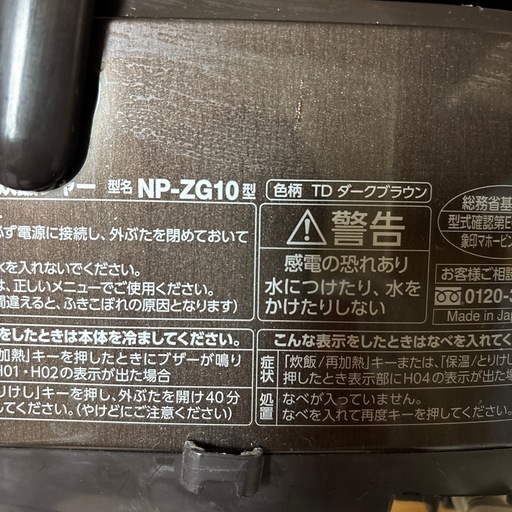 ャー 型名 NP-ZG10型
色柄 TD ダークブラウン
総務省基
型式確認第E
象印マホービン
ず電源に接続し、外ぶたを閉めておいて
水を入れないでください。
は、正しいメニューでご使用ください。
間違えると、ふきこぼれの原因となります)
警告
感電の恐れあり
水につけたり、水を
かけたりしない
お客様ご相談
0120-3
Made in Jap
をしたときは本体を冷ましてください。
加熱》キーを押したときにブザーが鳴り
H01・H02の表示が出た場合
りけし》キーを押し、外ぶたを開け40分
してください。(やけどにご注意ください)
こんな表示をしたときはなべを入れてく
症状 「炊飯/再加熱」キーまたは、「保温/とりけし
押したとき表示部にH04の表示が出
処置 なべが入っていません。
なべを入れて再度キーを押してください。